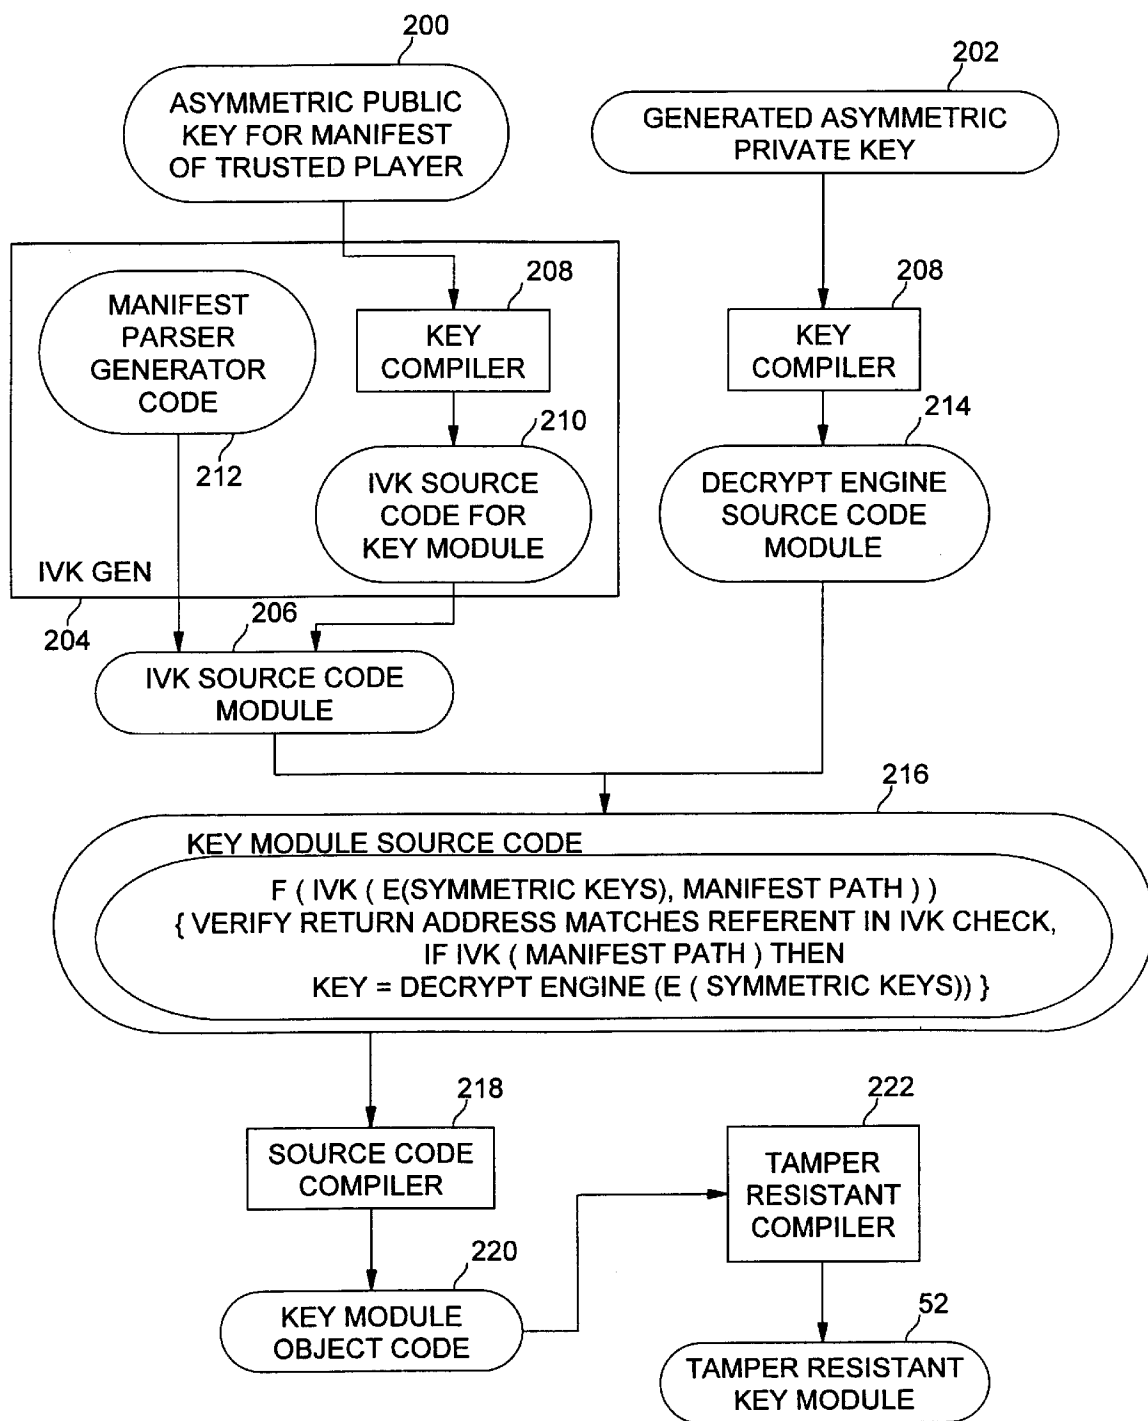 200
ASYMMETRIC PUBLIC
KEY FOR MANIFEST
OF TRUSTED PLAYER
202
GENERATED ASYMMETRIC
PRIVATE KEY
MANIFEST
PARSER
GENERATOR
CODE
212
208
KEY
COMPILER
210
IVK SOURCE
CODE FOR
KEY MODULE
IVK GEN
204
208
KEY
COMPILER
214
DECRYPT ENGINE
SOURCE CODE
MODULE
206
IVK SOURCE CODE
MODULE
216
KEY MODULE SOURCE CODE
F ( IVK ( E(SYMMETRIC KEYS), MANIFEST PATH ) )
{ VERIFY RETURN ADDRESS MATCHES REFERENT IN IVK CHECK,
IF IVK ( MANIFEST PATH ) THEN
KEY = DECRYPT ENGINE (E ( SYMMETRIC KEYS)) }
218
SOURCE CODE
COMPILER
220
KEY MODULE
OBJECT CODE
222
TAMPER
RESISTANT
COMPILER
52
TAMPER RESISTANT
KEY MODULE